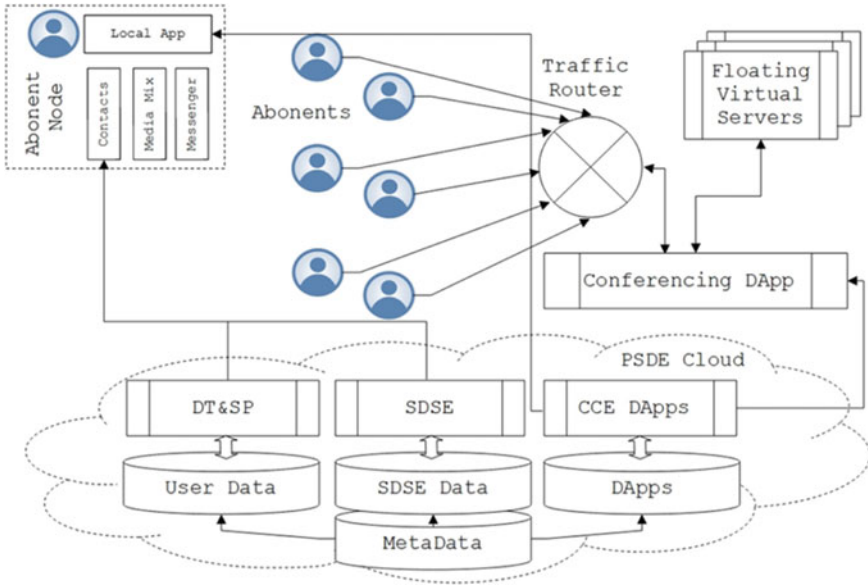 Local App
Abonent
Node
Contacts
Media Mix
Messenger
Abonents
Traffic
Router
Floating
Virtual
Servers
Conferencing DApp
PSDE Cloud
DT&SP
SDSE
CCE DApps
User Data
SDSE Data
DApps
MetaData